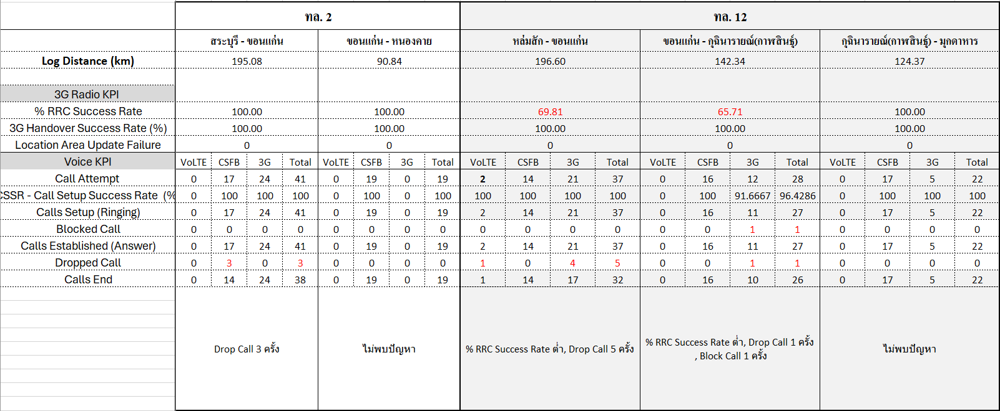 ทล. 2 ทล. 12
สระบุรี - ขอนแก่น ขอนแก่น - หนองคาย หล่มสัก - ขอนแก่น ขอนแก่น - กุฉินารายณ์(กาฬสินธุ์) กุฉินารายณ์(กาฬสินธุ์) - มุกดาหาร
Log Distance (km) 195.08 90.84 196.60 142.34 124.37
3G Radio KPI
% RRC Success Rate 100.00 100.00 69.81 65.71 100.00
3G Handover Success Rate (%) 100.00 100.00 100.00 100.00 100.00
Location Area Update Failure 0 0 0 0 0
Voice KPI VoLTE CSFB 3G Total VoLTE CSFB 3G Total VoLTE CSFB 3G Total VoLTE CSFB 3G Total VoLTE CSFB 3G Total
Call Attempt 0 17 24 41 0 19 0 19 2 14 21 37 0 16 12 28 0 17 5 22
CSSR - Call Setup Success Rate (% 0 100 100 100 0 100 0 100 100 100 100 100 0 100 91.6667 96.4286 0 100 100 100
Calls Setup (Ringing) 0 17 24 41 0 19 0 19 2 14 21 37 0 16 11 27 0 17 5 22
Blocked Call 0 0 0 0 0 0 0 0 0 0 0 0 0 0 1 1 0 0 0 0
Calls Established (Answer) 0 17 24 41 0 19 0 19 2 14 21 37 0 16 11 27 0 17 5 22
Dropped Call 0 3 0 3 0 0 0 0 1 0 4 5 0 0 1 1 0 0 0 0
Calls End 0 14 24 38 0 19 0 19 1 14 17 32 0 16 10 26 0 17 5 22
Drop Call 3 ครั้ง ไม่พบปัญหา % RRC Success Rate ต่ำ, Drop Call 5 ครั้ง % RRC Success Rate ต่ำ, Drop Call 1 ครั้ง ไม่พบปัญหา
, Block Call 1 ครั้ง